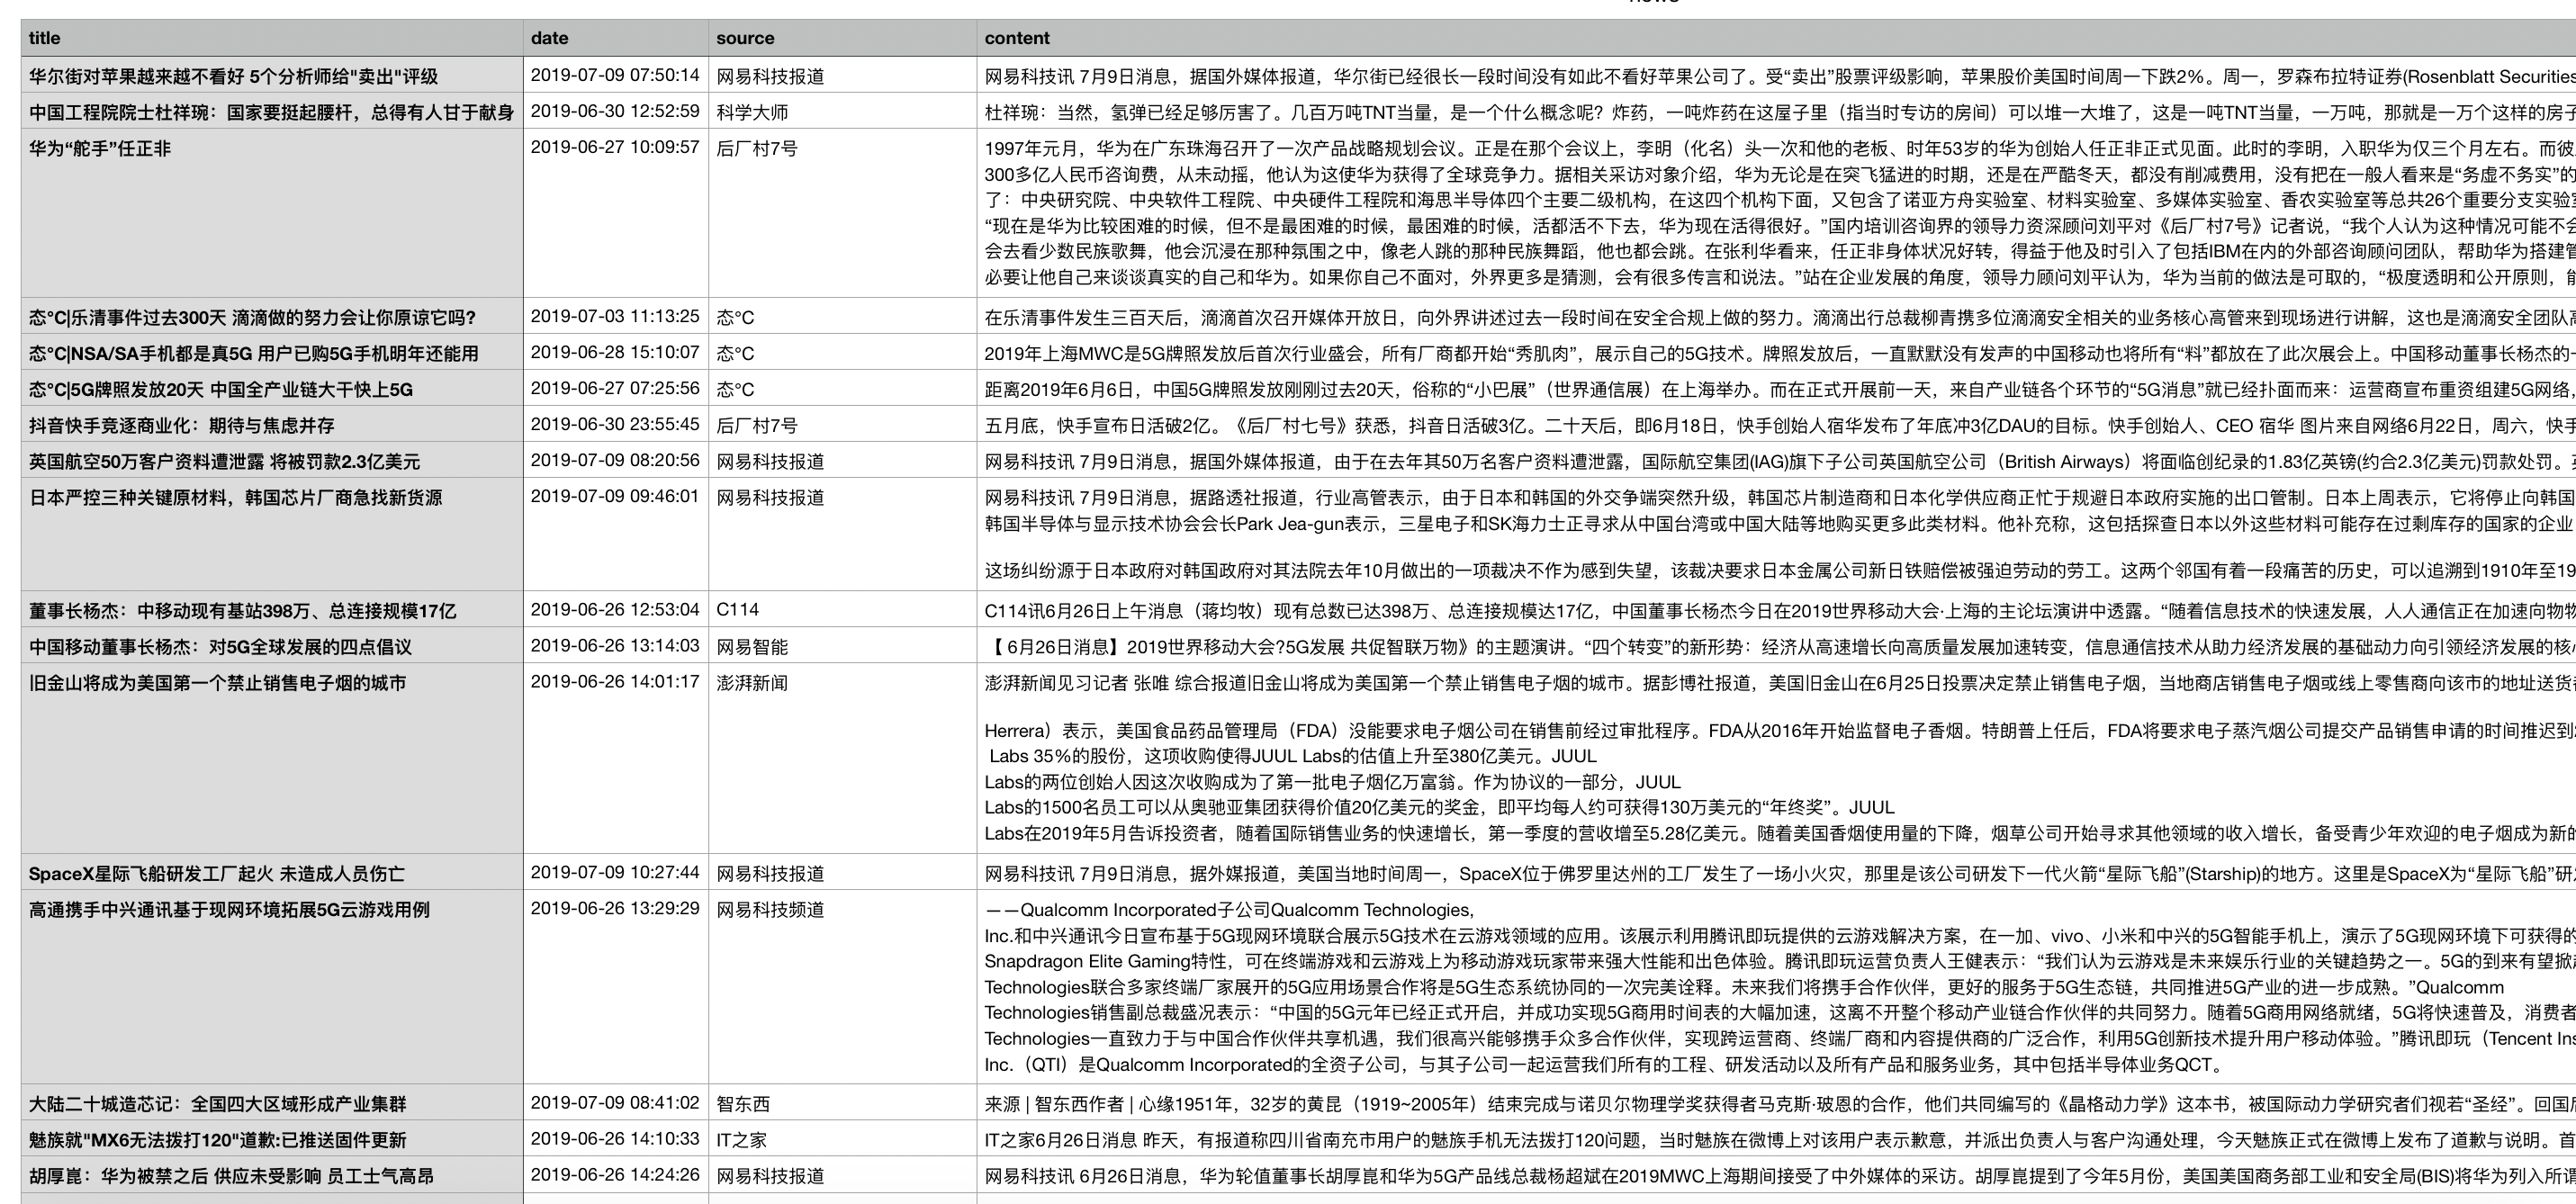 title date source content
华尔街对苹果越来越不看好 5个分析师给"卖出"评级 2019-07-09 07:50:14 网易科技报道 网易科技讯 7月9日消息，据国外媒体报道，华尔街已经很长一段时间没有如此不看好苹果公司了。受“卖出”股票评级影响，苹果股价美国时间周一下跌2%。周一，罗森布拉特证券(Rosenblatt Securities
中国工程院院士杜祥琬：国家要挺起腰杆，总得有人甘于献身 2019-06-30 12:52:59 科学大师 杜祥琬：当然，氢弹已经足够厉害了。几百万吨TNT当量，是一个什么概念呢？炸药，一吨炸药在这屋子里（指当时专访的房间）可以堆一大堆了，这是一吨TNT当量，一万吨，那就是一万个这样的房子
华为“舵手”任正非 2019-06-27 10:09:57 后厂村7号 1997年元月，华为在广东珠海召开了一次产品战略规划会议。正是在那个会议上，李明（化名）头一次和他的老板、时年53岁的华为创始人任正非正式见面。此时的李明，入职华为仅三个月左右。而彼
300多亿人民币咨询费，从未动摇，他认为这使华为获得了全球竞争力。据相关采访对象介绍，华为无论是在突飞猛进的时期，还是在严酷冬天，都没有削减费用，没有把在一般人看来是“务虚不务实”的
了：中央研究院、中央软件工程院、中央硬件工程院和海思半导体四个主要二级机构，在这四个机构下面，又包含了诺亚方舟实验室、材料实验室、多媒体实验室、香农实验室等总共26个重要分支实验室
“现在是华为比较困难的时候，但不是最困难的时候，最困难的时候，活都活不下去，华为现在活得很好。”国内培训咨询界的领导力资深顾问刘平对《后厂村7号》记者说，“我个人认为这种情况可能不会
会去看少数民族歌舞，他会沉浸在那种氛围之中，像老人跳的那种民族舞蹈，他也都会跳。在张利华看来，任正非身体状况好转，得益于他及时引入了包括IBM在内的外部咨询顾问团队，帮助华为搭建管
必要让他自己来谈谈真实的自己和华为。如果你自己不面对，外界更多是猜测，会有很多传言和说法。”站在企业发展的角度，领导力顾问刘平认为，华为当前的做法是可取的，“极度透明和公开原则，能
态°C|乐清事件过去300天 滴滴做的努力会让你原谅它吗? 2019-07-03 11:13:25 态°C 在乐清事件发生三百天后，滴滴首次召开媒体开放日，向外界讲述过去一段时间在安全合规上做的努力。滴滴出行总裁柳青携多位滴滴安全相关的业务核心高管来到现场进行讲解，这也是滴滴安全团队高
态°C|NSA/SA手机都是真5G 用户已购5G手机明年还能用 2019-06-28 15:10:07 态°C 2019年上海MWC是5G牌照发放后首次行业盛会，所有厂商都开始“秀肌肉”，展示自己的5G技术。牌照发放后，一直默默没有发声的中国移动也将所有“料”都放在了此次展会上。中国移动董事长杨杰的一
态°C|5G牌照发放20天 中国全产业链大干快上5G 2019-06-27 07:25:56 态°C 距离2019年6月6日，中国5G牌照发放刚刚过去20天，俗称的“小巴展”（世界通信展）在上海举办。而在正式开展前一天，来自产业链各个环节的“5G消息”就已经扑面而来：运营商宣布重资组建5G网络，
抖音快手竞逐商业化：期待与焦虑并存 2019-06-30 23:55:45 后厂村7号 五月底，快手宣布日活破2亿。《后厂村七号》获悉，抖音日活破3亿。二十天后，即6月18日，快手创始人宿华发布了年底冲3亿DAU的目标。快手创始人、CEO 宿华 图片来自网络6月22日，周六，快手
英国航空50万客户资料遭泄露 将被罚款2.3亿美元 2019-07-09 08:20:56 网易科技报道 网易科技讯 7月9日消息，据国外媒体报道，由于在去年其50万名客户资料遭泄露，国际航空集团(IAG)旗下子公司英国航空公司（British Airways）将面临创纪录的1.83亿英镑(约合2.3亿美元)罚款处罚。英
日本严控三种关键原材料，韩国芯片厂商急找新货源 2019-07-09 09:46:01 网易科技报道 网易科技讯 7月9日消息，据路透社报道，行业高管表示，由于日本和韩国的外交争端突然升级，韩国芯片制造商和日本化学供应商正忙于规避日本政府实施的出口管制。日本上周表示，它将停止向韩国
韩国半导体与显示技术协会会长Park Jea-gun表示，三星电子和SK海力士正寻求从中国台湾或中国大陆等地购买更多此类材料。他补充称，这包括探查日本以外这些材料可能存在过剩库存的国家的企业
这场纠纷源于日本政府对韩国政府对其法院去年10月做出的一项裁决不作为感到失望，该裁决要求日本金属公司新日铁赔偿被强迫劳动的劳工。这两个邻国有着一段痛苦的历史，可以追溯到1910年至19
董事长杨杰：中移动现有基站398万、总连接规模17亿 2019-06-26 12:53:04 C114 C114讯6月26日上午消息（蒋均牧）现有总数已达398万、总连接规模达17亿，中国董事长杨杰今日在2019世界移动大会·上海的主论坛演讲中透露。“随着信息技术的快速发展，人人通信正在加速向物物
中国移动董事长杨杰：对5G全球发展的四点倡议 2019-06-26 13:14:03 网易智能 【 6月26日消息】2019世界移动大会?5G发展 共促智联万物》的主题演讲。“四个转变”的新形势：经济从高速增长向高质量发展加速转变，信息通信技术从助力经济发展的基础动力向引领经济发展的核
旧金山将成为美国第一个禁止销售电子烟的城市 2019-06-26 14:01:17 澎湃新闻 澎湃新闻见习记者 张唯 综合报道旧金山将成为美国第一个禁止销售电子烟的城市。据彭博社报道，美国旧金山在6月25日投票决定禁止销售电子烟，当地商店销售电子烟或线上零售商向该市的地址送货
Herrera）表示，美国食品药品管理局（FDA）没能要求电子烟公司在销售前经过审批程序。FDA从2016年开始监督电子香烟。特朗普上任后，FDA将要求电子蒸汽烟公司提交产品销售申请的时间推迟到
Labs 35%的股份，这项收购使得JUUL Labs的估值上升至380亿美元。JUUL
Labs的两位创始人因这次收购成为了第一批电子烟亿万富翁。作为协议的一部分，JUUL
Labs的1500名员工可以从奥驰亚集团获得价值20亿美元的奖金，即平均每人约可获得130万美元的“年终奖”。JUUL
Labs在2019年5月告诉投资者，随着国际销售业务的快速增长，第一季度的营收增至5.28亿美元。随着美国香烟使用量的下降，烟草公司开始寻求其他领域的收入增长，备受青少年欢迎的电子烟成为新的
SpaceX星际飞船研发工厂起火 未造成人员伤亡 2019-07-09 10:27:44 网易科技报道 网易科技讯 7月9日消息，据外媒报道，美国当地时间周一，SpaceX位于佛罗里达州的工厂发生了一场小火灾，那里是该公司研发下一代火箭“星际飞船”(Starship)的地方。这里是SpaceX为“星际飞船”研
高通携手中兴通讯基于现网环境拓展5G云游戏用例 2019-06-26 13:29:29 网易科技频道 ——Qualcomm Incorporated子公司Qualcomm Technologies,
Inc.和中兴通讯今日宣布基于5G现网环境联合展示5G技术在云游戏领域的应用。该展示利用腾讯即玩提供的云游戏解决方案，在一加、vivo、小米和中兴的5G智能手机上，演示了5G现网环境下可获得的
Snapdragon Elite Gaming特性，可在终端游戏和云游戏上为移动游戏玩家带来强大性能和出色体验。腾讯即玩运营负责人王健表示：“我们认为云游戏是未来娱乐行业的关键趋势之一。5G的到来有望掀
Technologies联合多家终端厂家展开的5G应用场景合作将是5G生态系统协同的一次完美诠释。未来我们将携手合作伙伴，更好的服务于5G生态链，共同推进5G产业的进一步成熟。”Qualcomm
Technologies销售副总裁盛况表示：“中国的5G元年已经正式开启，并成功实现5G商用时间表的大幅加速，这离不开整个移动产业链合作伙伴的共同努力。随着5G商用网络就绪，5G将快速普及，消费者
Technologies一直致力于与中国合作伙伴共享机遇，我们很高兴能够携手众多合作伙伴，实现跨运营商、终端厂商和内容提供商的广泛合作，利用5G创新技术提升用户移动体验。”腾讯即玩（Tencent Ins
Inc.（QTI）是Qualcomm Incorporated的全资子公司，与其子公司一起运营我们所有的工程、研发活动以及所有产品和服务业务，其中包括半导体业务QCT。
大陆二十城造芯记：全国四大区域形成产业集群 2019-07-09 08:41:02 智东西 来源 | 智东西作者 | 心缘1951年，32岁的黄昆（1919~2005年）结束完成与诺贝尔物理学奖获得者马克斯·玻恩的合作，他们共同编写的《晶格动力学》这本书，被国际动力学研究者们视若“圣经”。回国
魅族就"MX6无法拨打120"道歉:已推送固件更新 2019-06-26 14:10:33 IT之家 IT之家6月26日消息 昨天，有报道称四川省南充市用户的魅族手机无法拨打120问题，当时魅族在微博上对该用户表示歉意，并派出负责人与客户沟通处理，今天魅族正式在微博上发布了道歉与说明。首
胡厚崑：华为被禁之后 供应未受影响 员工士气高昂 2019-06-26 14:24:26 网易科技报道 网易科技讯 6月26日消息，华为轮值董事长胡厚崑和华为5G产品线总裁杨超斌在2019MWC上海期间接受了中外媒体的采访。胡厚崑提到了今年5月份，美国美国商务部工业和安全局(BIS)将华为列入所谓